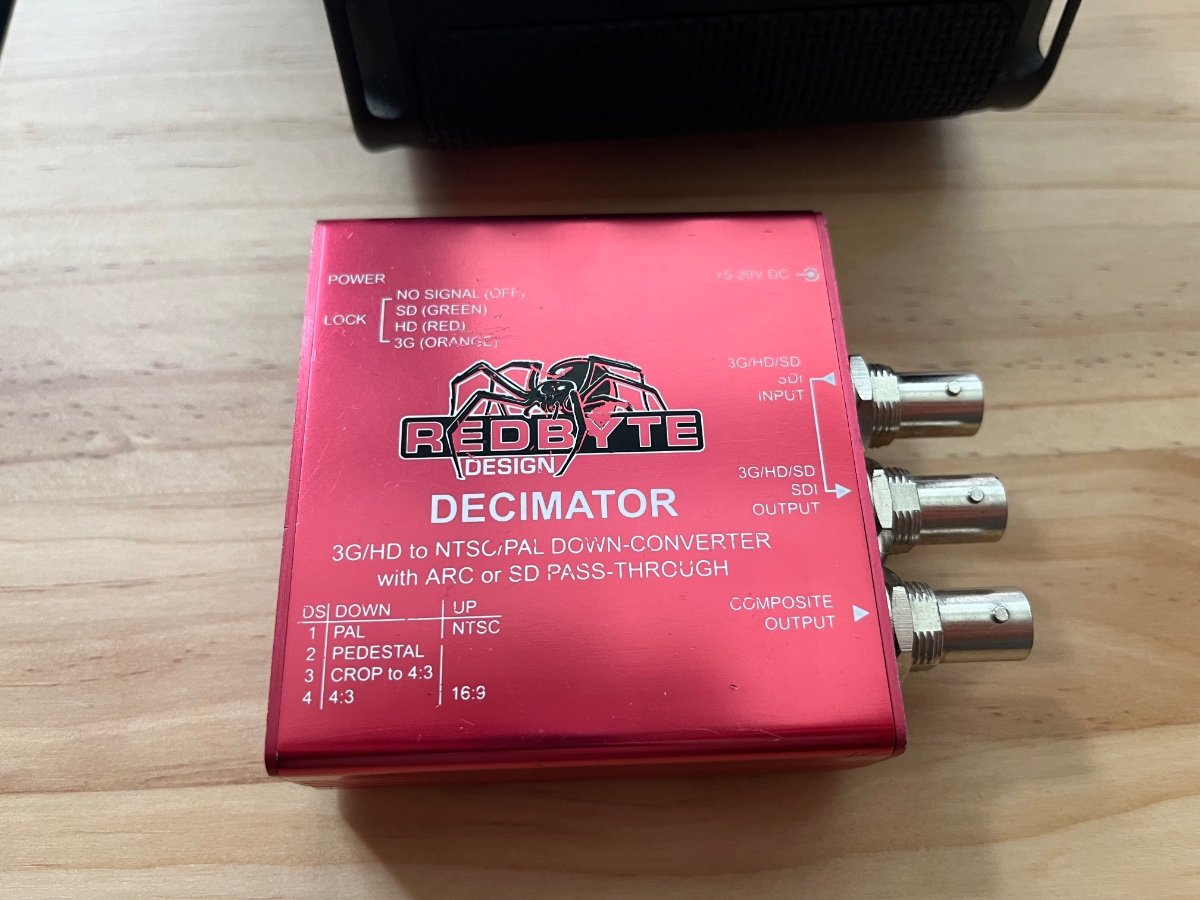 POWER
+5-20V DC
LOCK
NO SIGNAL (OFF)
SD (GREEN)
HD (RED)
3G (ORANGE)
3G/HD/SD
SDI
INPUT
REDBYTE
DESIGN
3G/HD/SD
SDI
OUTPUT
DECIMATOR
3G/HD to NTSC/PAL DOWN-CONVERTER
with ARC or SD PASS-THROUGH
COMPOSITE
OUTPUT
DS DOWN UP
1 PAL NTSC
2 PEDESTAL
3 CROP to 4:3
4 4:3 16:9